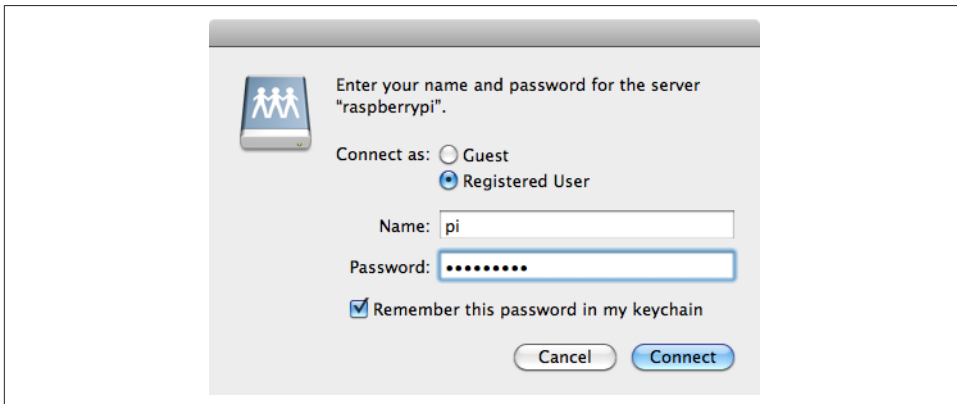 Enter your name and password for the server
“raspberrypi”.
Connect as: Guest
Registered User
Name: pi
Password: •••••••••
Remember this password in my keychain
Cancel Connect